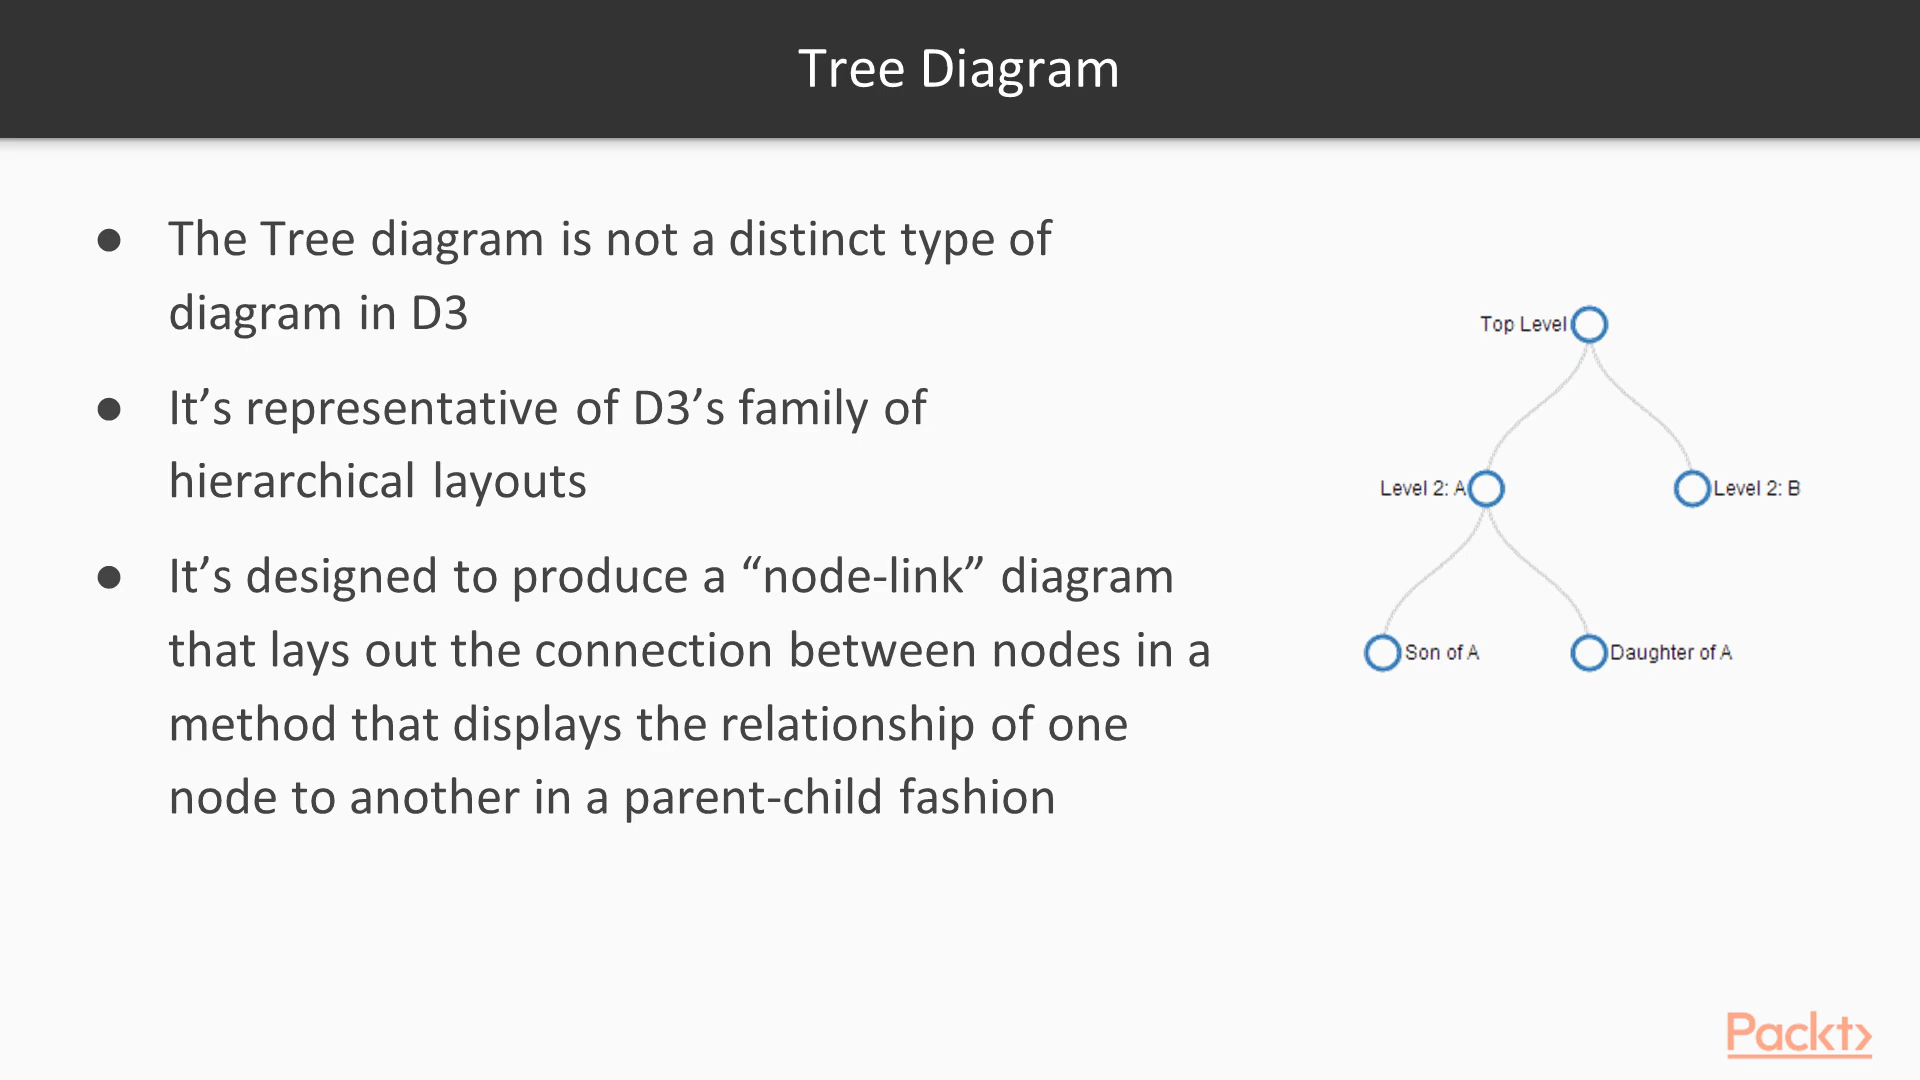 Tree Diagram
● The Tree diagram is not a distinct type of
diagram in D3
● It’s representative of D3’s family of
hierarchical layouts
● It’s designed to produce a “node-link” diagram
that lays out the connection between nodes in a
method that displays the relationship of one
node to another in a parent-child fashion
Top Level
Level 2: A
Level 2: B
Son of A
Daughter of A
Packt>